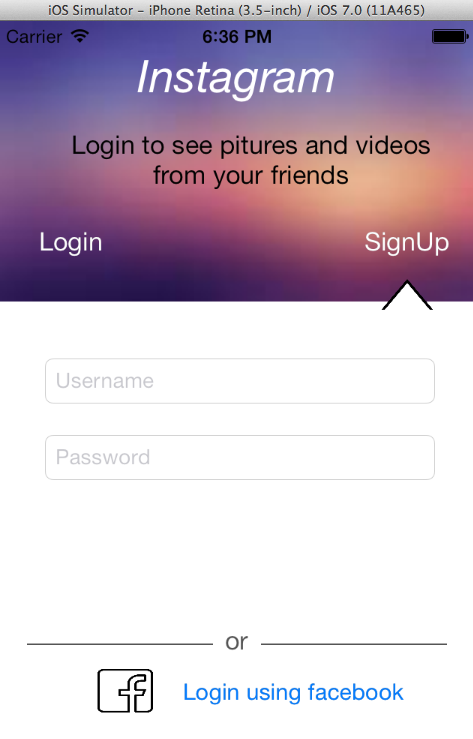 iOS Simulator – iPhone Retina (3.5-inch) / iOS 7.0 (11A465)
Carrier 6:36 PM
Instagram
Login to see pitures and videos
from your friends
Login SignUp
Username
Password
or
f Login using facebook